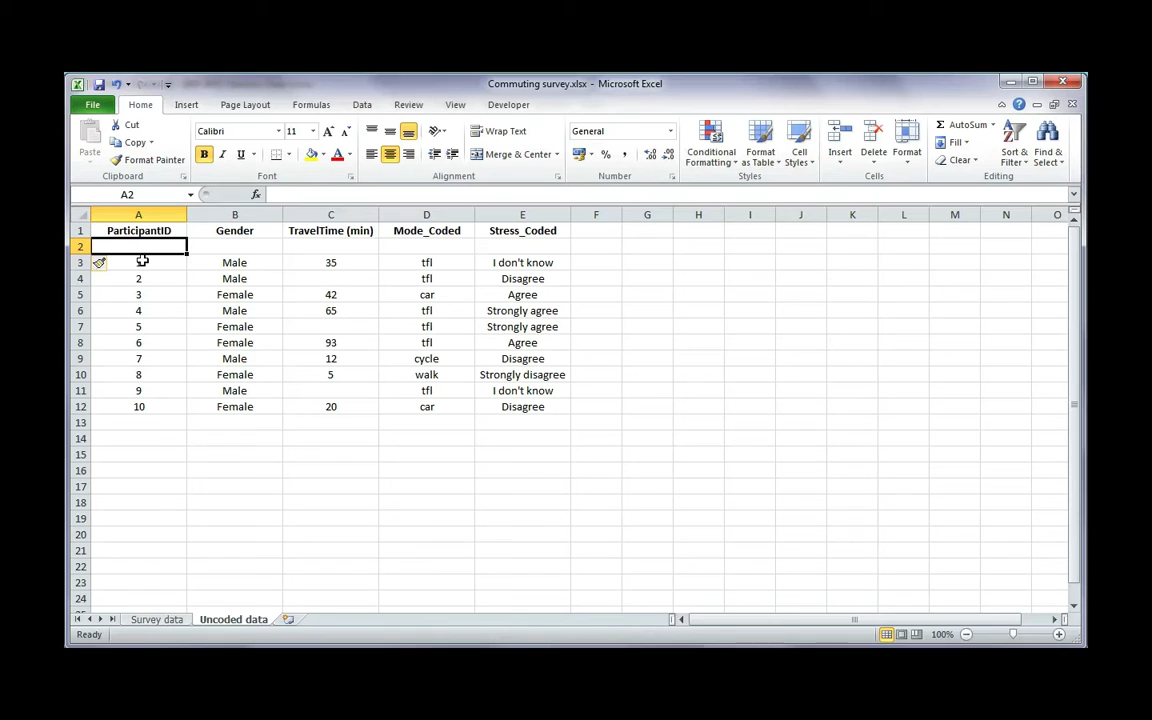 Commuting survey.xlsx - Microsoft Excel
File Home Insert Page Layout Formulas Data Review View Developer
Cut Calibri 11 Wrap Text General AutoSum
Copy Fill
Paste Format Painter B I U Merge & Center % , Conditional Formatting Format as Table Cell Styles Insert Delete Format Clear Sort & Filter Find & Select
Clipboard Font Alignment Number Styles Cells Editing
A2 fx
A B C D E F G H I J K L M N O
1 ParticipantID Gender TravelTime (min) Mode_Coded Stress_Coded
2
3 Male 35 tfl I don't know
4 2 Male tfl Disagree
5 3 Female 42 car Agree
6 4 Male 65 tfl Strongly agree
7 5 Female tfl Strongly agree
8 6 Female 93 tfl Agree
9 7 Male 12 cycle Disagree
10 8 Female 5 walk Strongly disagree
11 9 Male tfl I don't know
12 10 Female 20 car Disagree
13
14
15
16
17
18
19
20
21
22
23
24
Survey data Uncoded data
Ready 100%